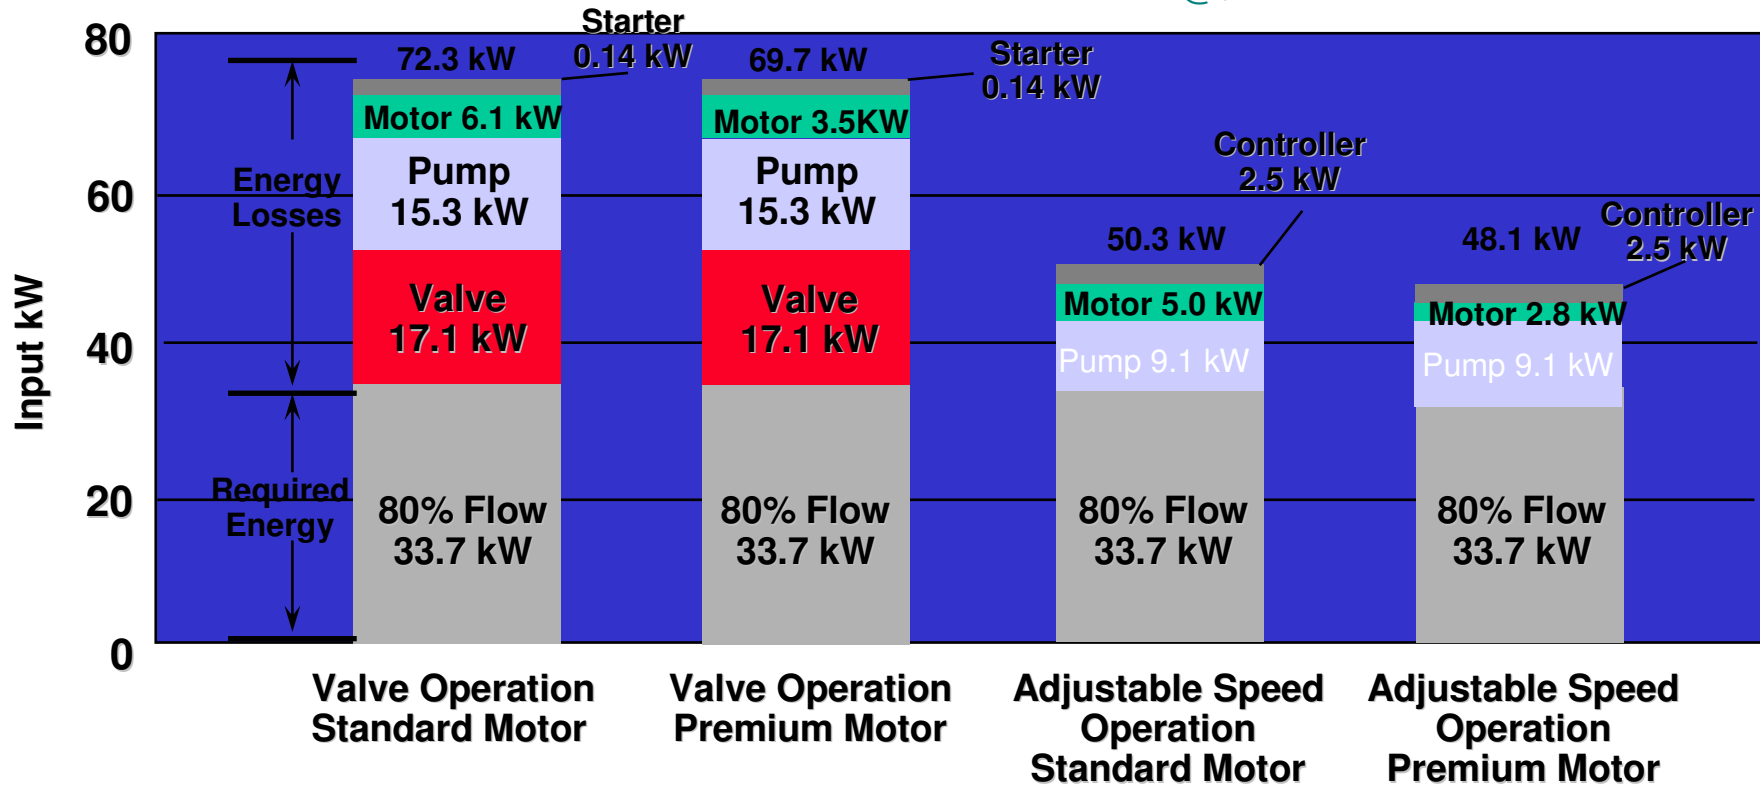 80
60
40
20
0
Input kW
Energy
Losses
Required
Energy
72.3 kW
Starter
0.14 kW
Motor 6.1 kW
Pump
15.3 kW
Valve
17.1 kW
80% Flow
33.7 kW
Valve Operation
Standard Motor
69.7 kW
Starter
0.14 kW
Motor 3.5KW
Pump
15.3 kW
Valve
17.1 kW
80% Flow
33.7 kW
Valve Operation
Premium Motor
Controller
2.5 kW
50.3 kW
Motor 5.0 kW
Pump 9.1 kW
80% Flow
33.7 kW
Adjustable Speed
Operation
Standard Motor
Controller
2.5 kW
48.1 kW
Motor 2.8 kW
Pump 9.1 kW
80% Flow
33.7 kW
Adjustable Speed
Operation
Premium Motor